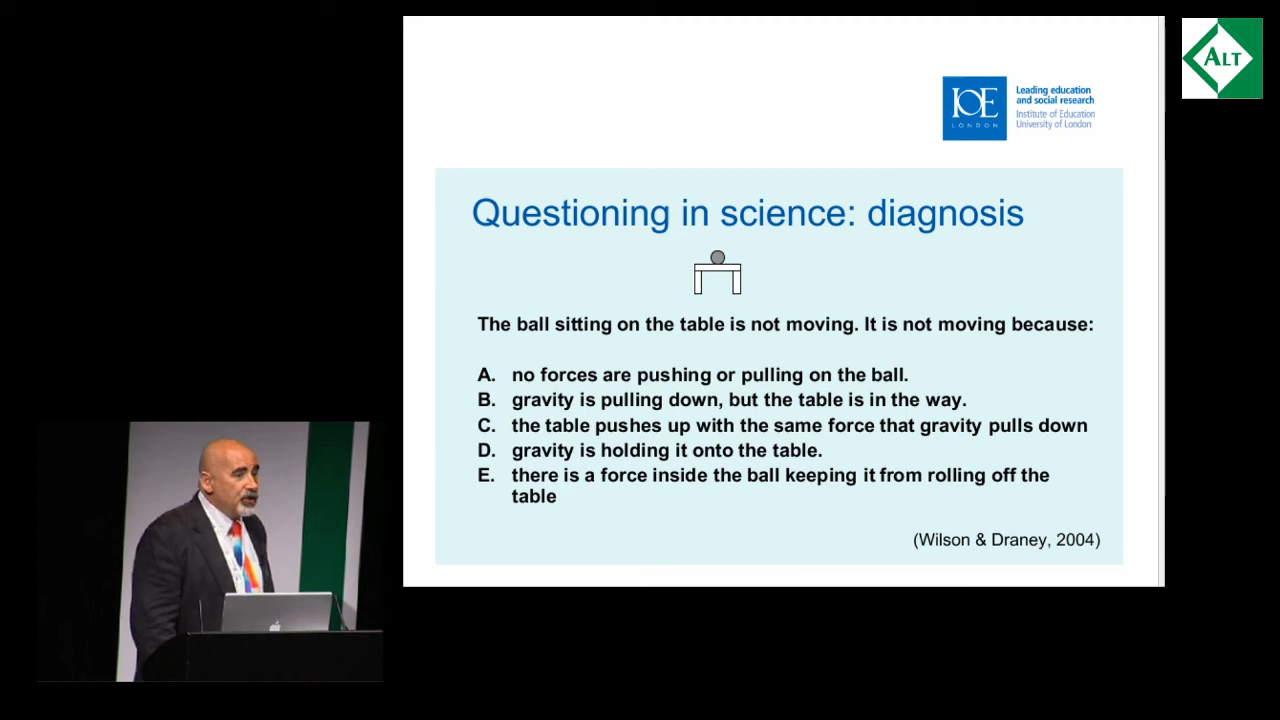 ALT
IOE
LONDON
Leading education
and social research
Institute of Education
University of London
Questioning in science: diagnosis
The ball sitting on the table is not moving. It is not moving because:
A. no forces are pushing or pulling on the ball.
B. gravity is pulling down, but the table is in the way.
C. the table pushes up with the same force that gravity pulls down
D. gravity is holding it onto the table.
E. there is a force inside the ball keeping it from rolling off the
table
(Wilson & Draney, 2004)